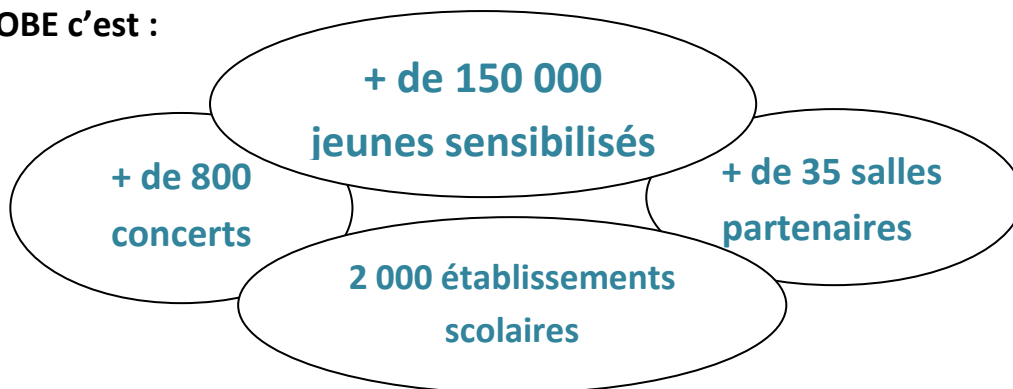 OBE c’est :
+ de 150 000
jeunes sensibilisés
+ de 800
concerts
+ de 35 salles
partenaires
2 000 établissements
scolaires